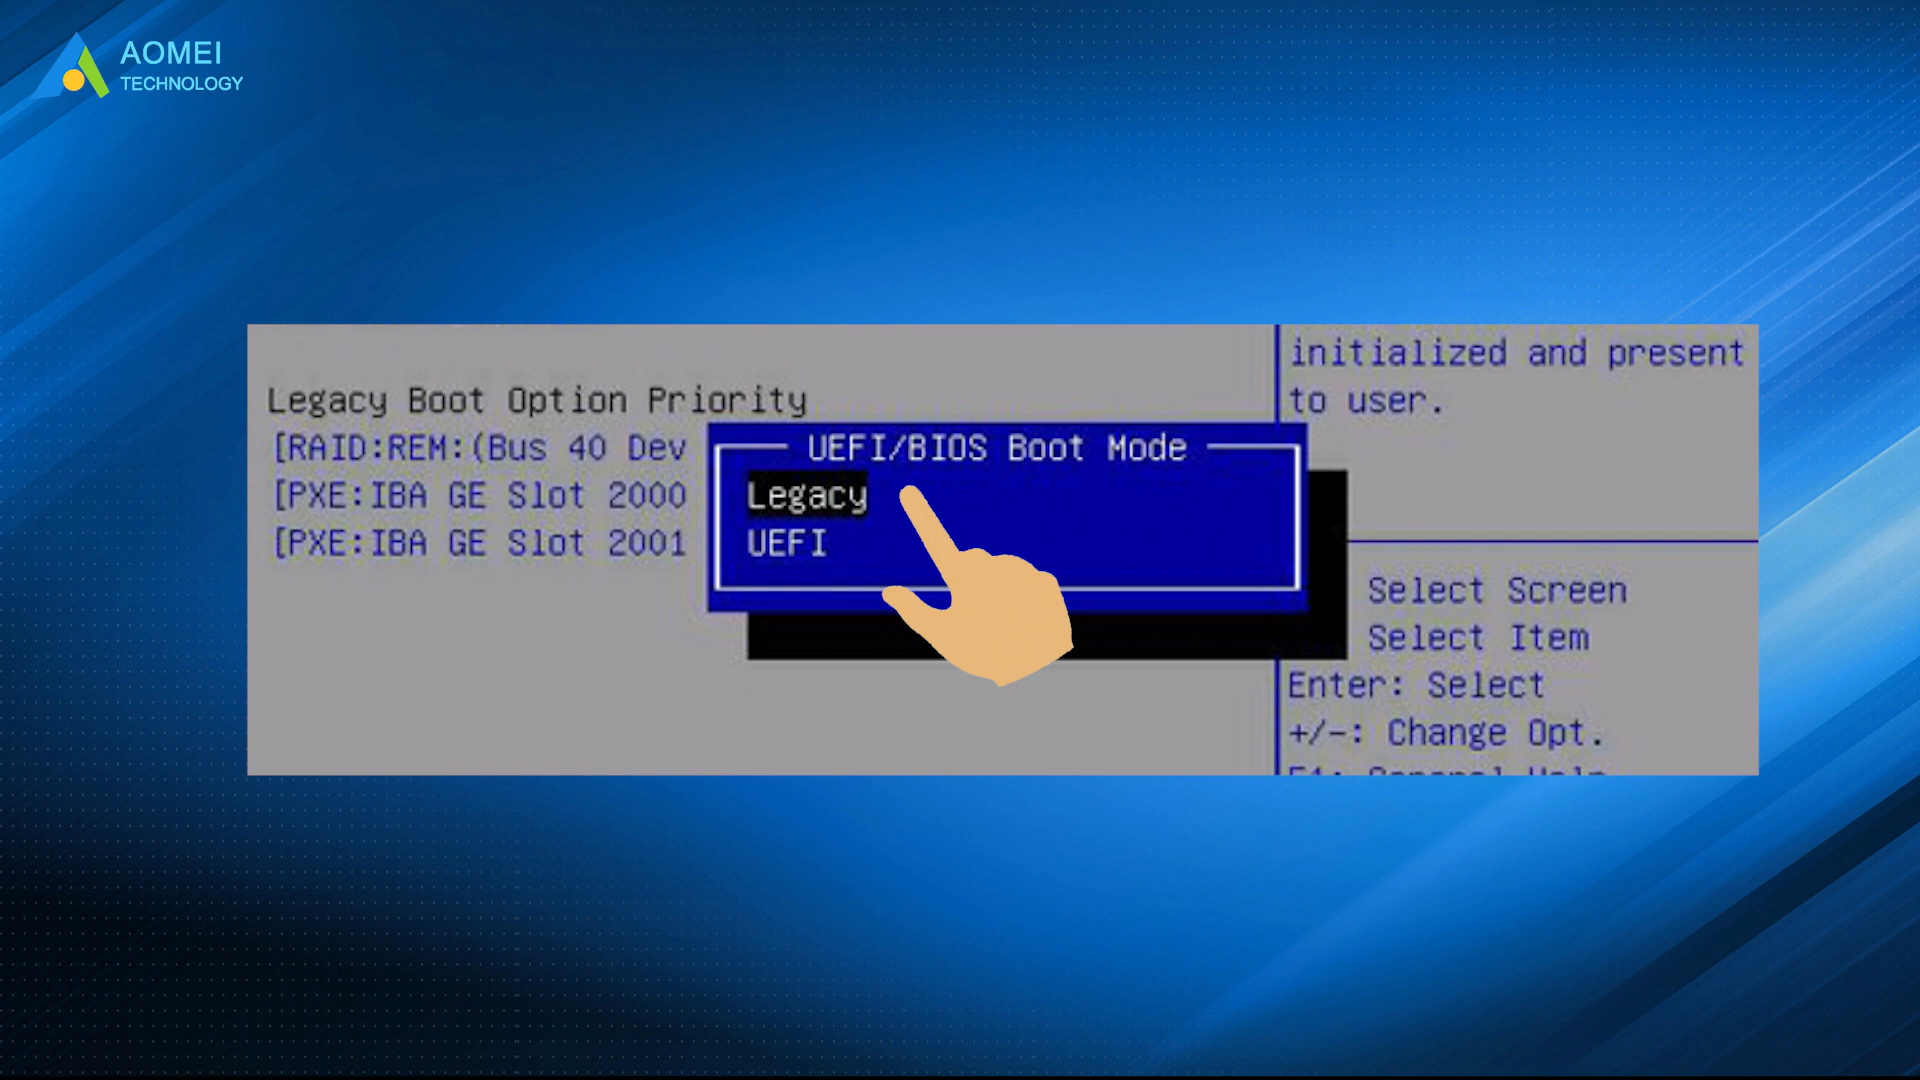 AOMEI
TECHNOLOGY
initialized and present
to user.
Legacy Boot Option Priority
[RAID:REM:(Bus 40 Dev
[PXE:IBA GE Slot 2000
[PXE:IBA GE Slot 2001
UEFI/BIOS Boot Mode
Legacy
UEFI
Select Screen
Select Item
Enter: Select
+/-: Change Opt.